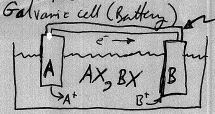 Galvanic cell (Battery)
e⁻ →
A AX, BX B
A⁺ B⁺